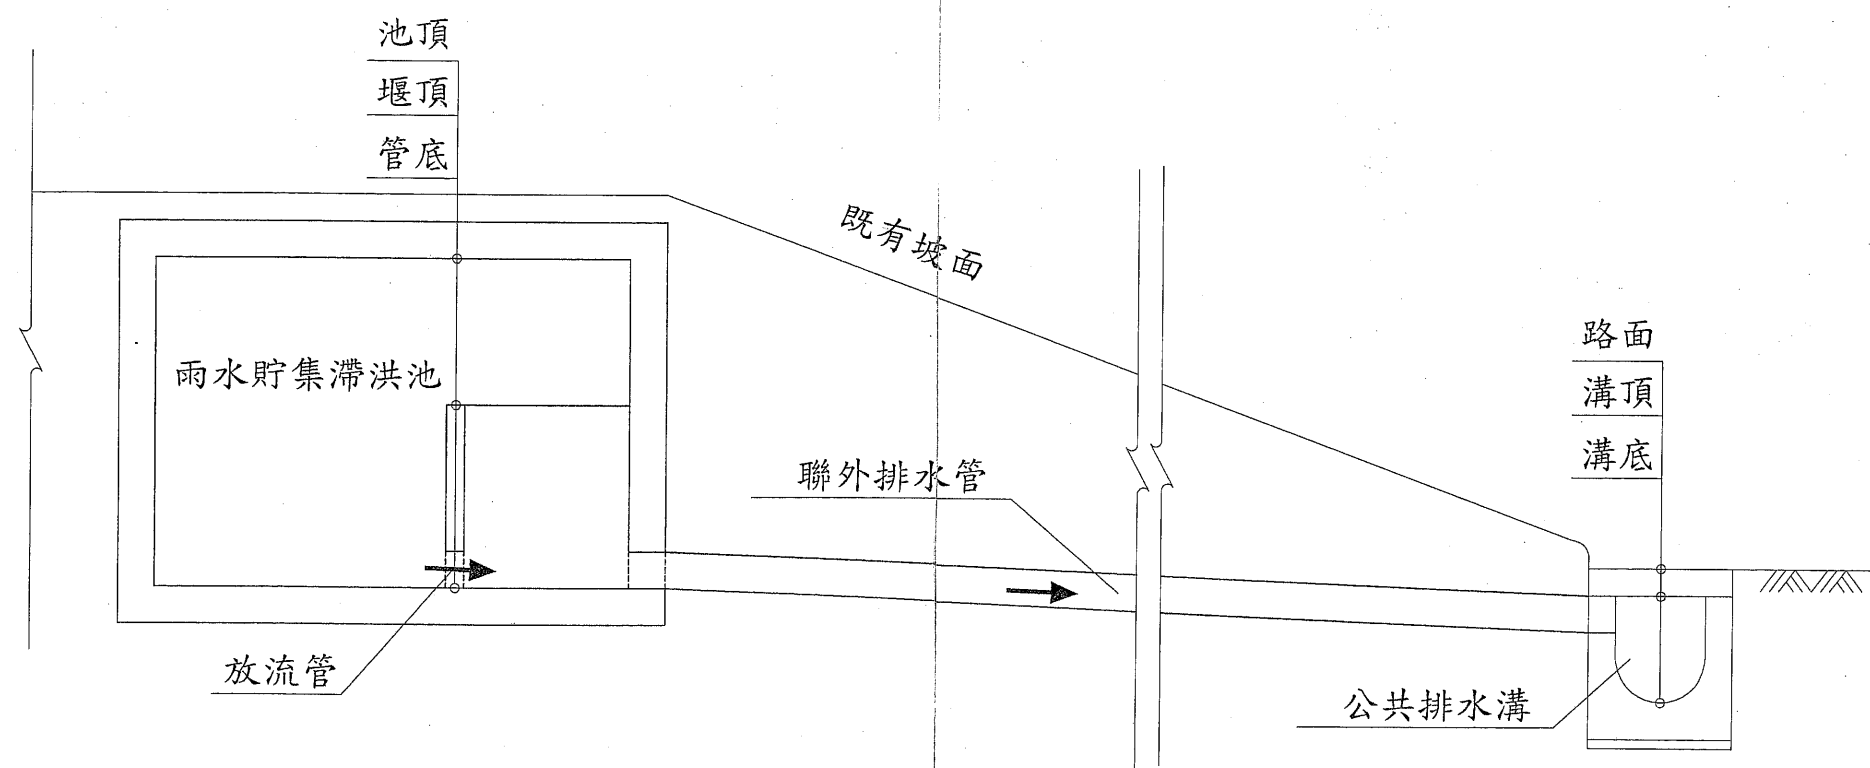 池頂
堰頂
管底
既有坡面
雨水貯集滯洪池
路面
溝頂
溝底
聯外排水管
放流管
公共排水溝